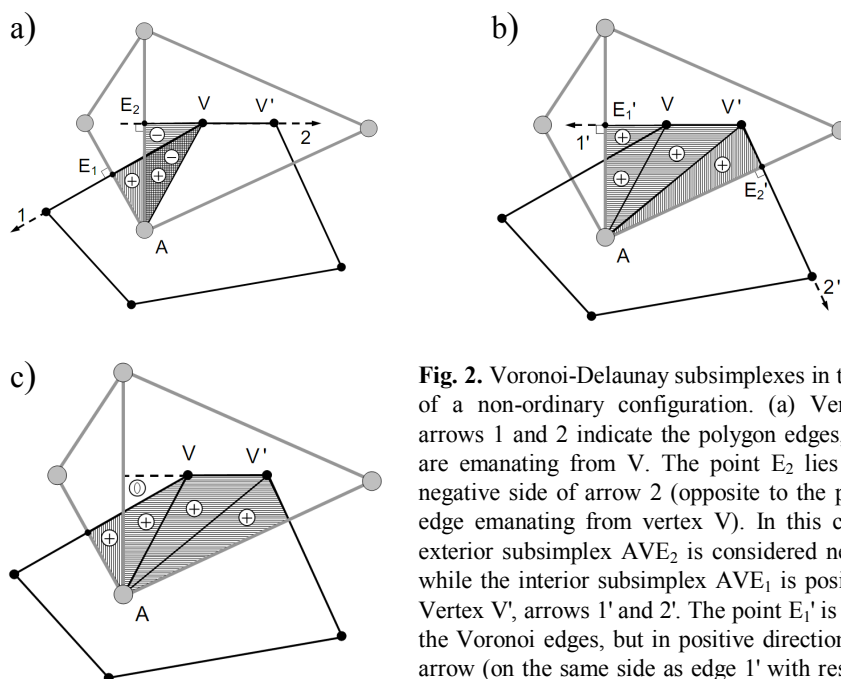 a)
E₂
V
V'
−
2
−
E₁
+
+
1
A
b)
E₁'
V
V'
+
1'
+
+
E₂'
A
2'
c)
V
V'
0
+
+
+
+
A
Fig. 2. Voronoi-Delaunay subsimplexes in t
of a non-ordinary configuration. (a) Ver
arrows 1 and 2 indicate the polygon edges,
are emanating from V. The point E₂ lies
negative side of arrow 2 (opposite to the p
edge emanating from vertex V). In this c
exterior subsimplex AVE₂ is considered ne
while the interior subsimplex AVE₁ is posi
Vertex V', arrows 1' and 2'. The point E₁' is
the Voronoi edges, but in positive direction
arrow (on the same side as edge 1' with res